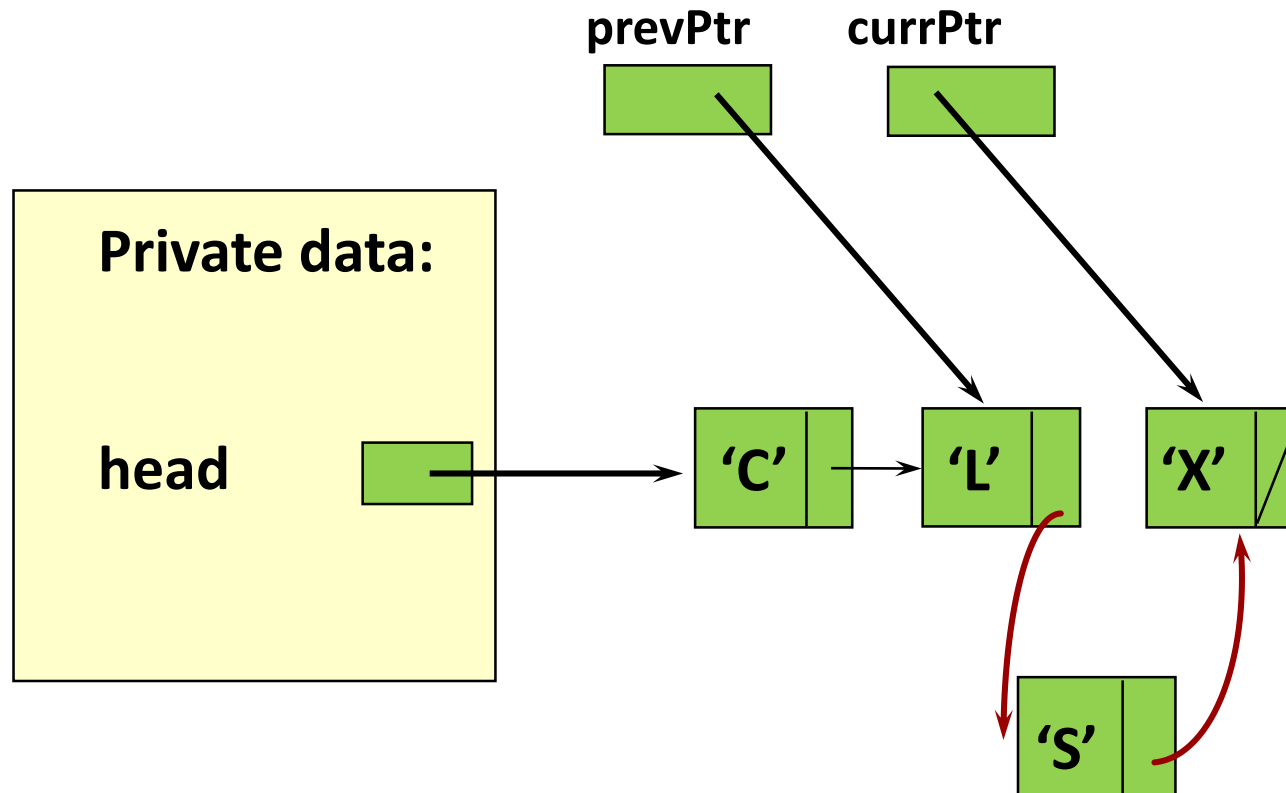 prevPtr currPtr
Private data:
head
‘C’ ‘L’ ‘X’
‘S’